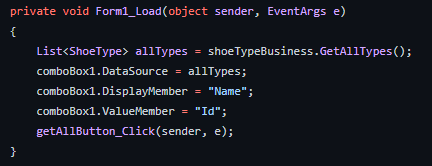 private void Form1_Load(object sender, EventArgs e)
{
    List<ShoeType> allTypes = shoeTypeBusiness.GetAllTypes();
    comboBox1.DataSource = allTypes;
    comboBox1.DisplayMember = "Name";
    comboBox1.ValueMember = "Id";
    getAllButton_Click(sender, e);
}